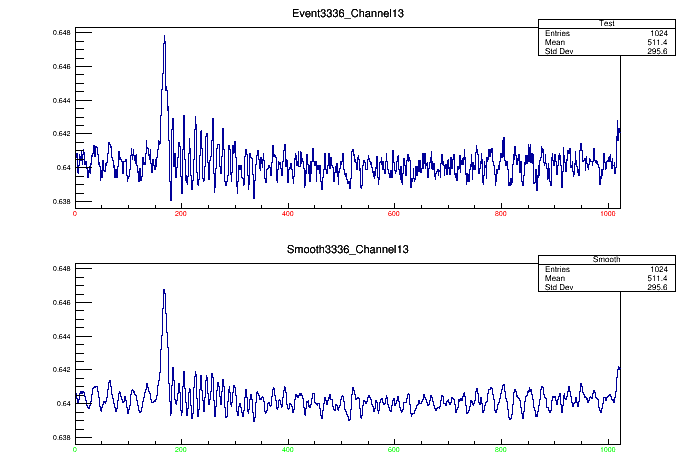 Event3336_Channel13
Test
Entries 1024
Mean 511.4
Std Dev 295.6
0.648
0.646
0.644
0.642
0.64
0.638
0 200 400 600 800 1000
Smooth3336_Channel13
Smooth
Entries 1024
Mean 511.4
Std Dev 295.6
0.648
0.646
0.644
0.642
0.64
0.638
0 200 400 600 800 1000